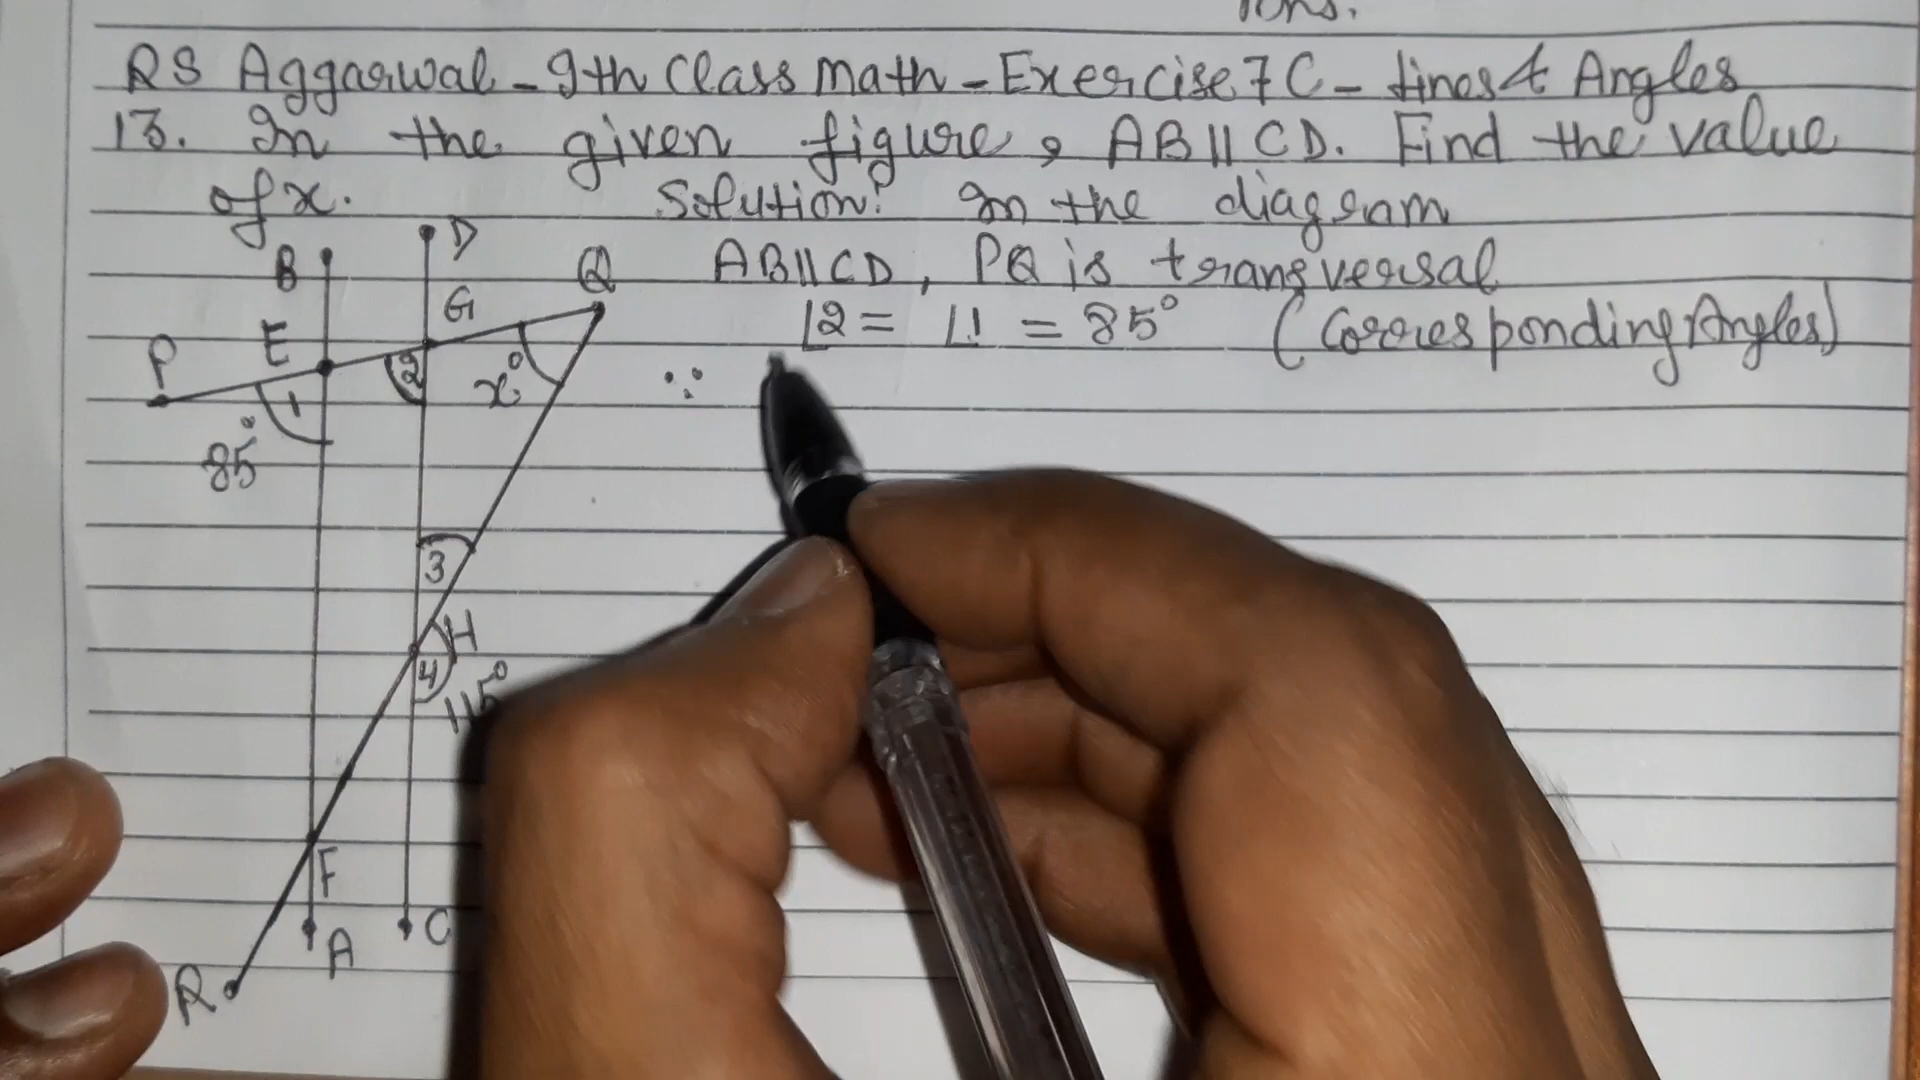 RS Aggarwal - 9th Class Math - Exercise 7C - Lines & Angles
13. In the given figure, AB||CD. Find the value
of x. Solution: In the diagram
AB||CD, PQ is transversal
∠2 = ∠1 = 85° (Corresponding Angles)
∵
D
B
Q
G
E
P
2
x°
1
85°
3
H
4
115°
F
A
C
R